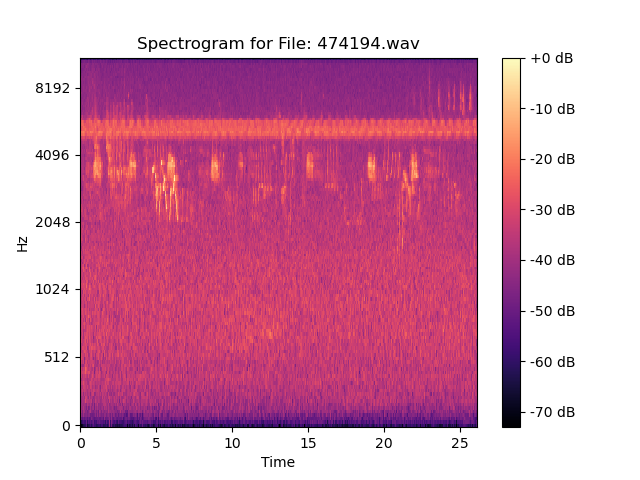 Spectrogram for File: 474194.wav
+0 dB
-10 dB
-20 dB
-30 dB
-40 dB
-50 dB
-60 dB
-70 dB
8192
4096
2048
1024
512
0
Hz
0 5 10 15 20 25
Time